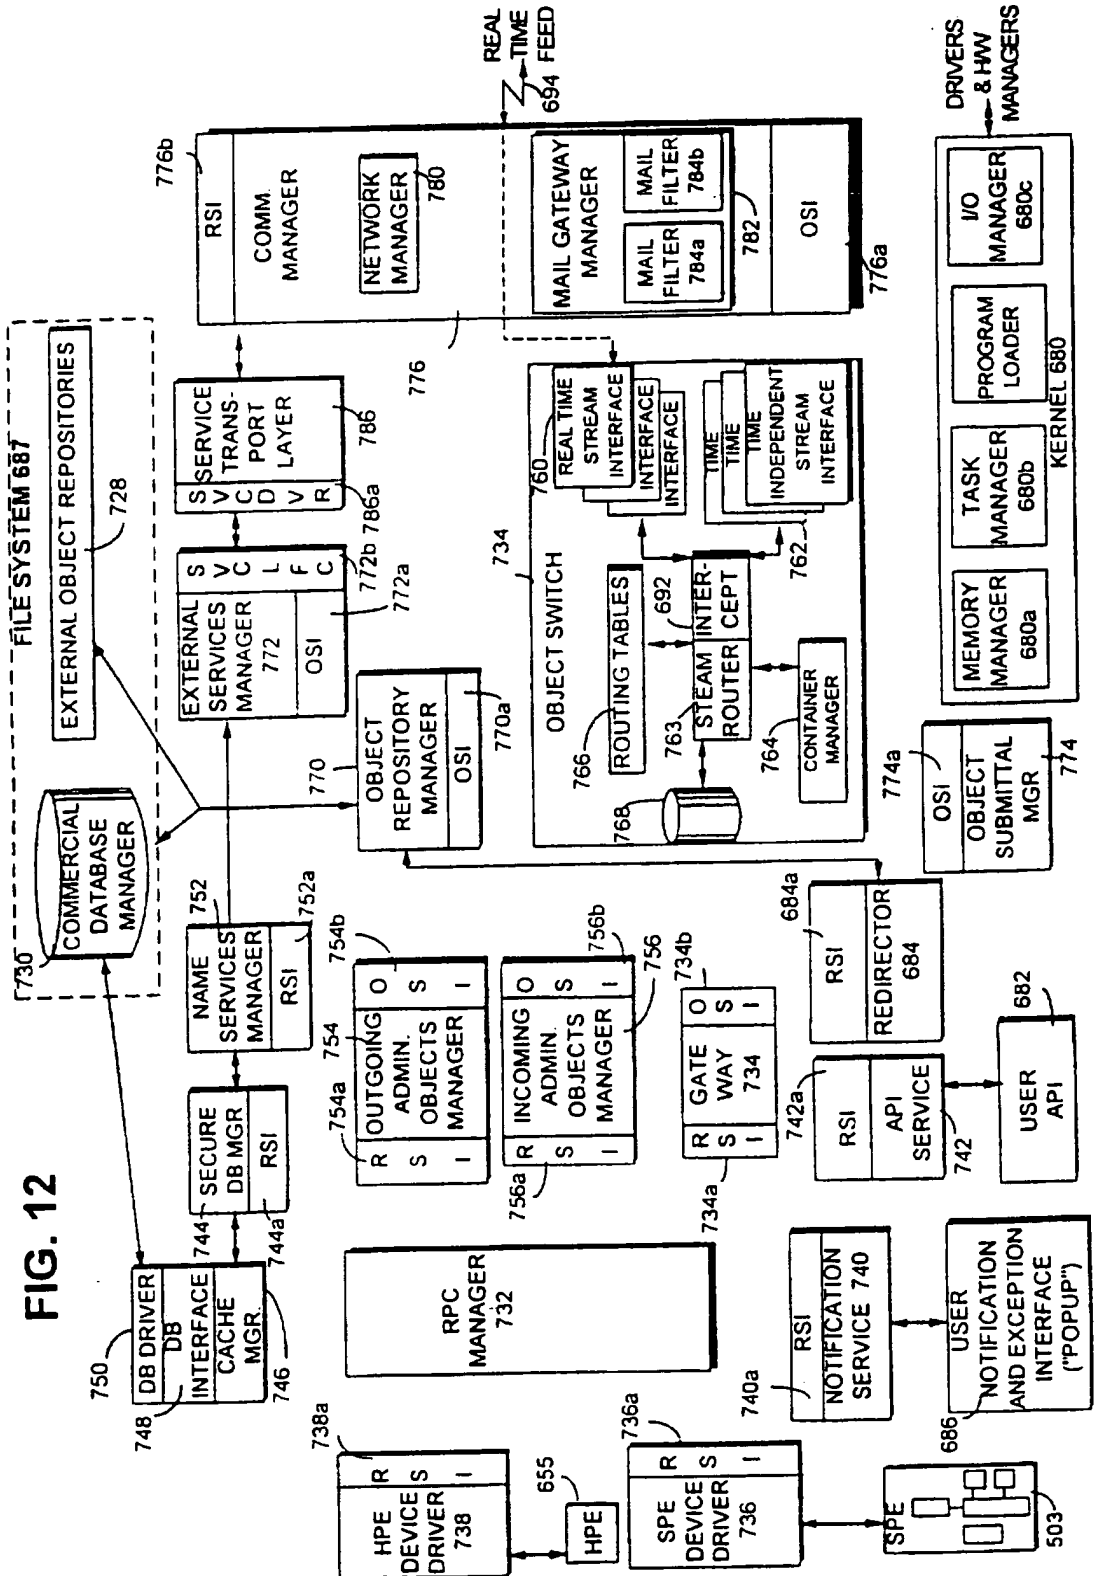 FIG. 12
FILE SYSTEM 687
730
COMMERCIAL
DATABASE
MANAGER
EXTERNAL OBJECT REPOSITORIES
728
750
DB DRIVER
DB
INTERFACE
CACHE
MGR.
748
746
744
SECURE
DB MGR
RSI
744a
NAME
SERVICES
MANAGER
752
RSI
752a
EXTERNAL
SERVICES
MANAGER
772
OSI
S
V
C
L
F
C
772b
772a
SERVICE
TRANS-
PORT
LAYER
S
V
C
D
V
R
786
786a
776b
RSI
COMM.
MANAGER
NETWORK
MANAGER
780
MAIL GATEWAY
MANAGER
MAIL
FILTER
784a
MAIL
FILTER
784b
782
OSI
776a
776
REAL
TIME
FEED
694
738a
HPE
DEVICE
DRIVER
738
R
S
I
655
HPE
736a
SPE
DEVICE
DRIVER
736
R
S
I
SPE
503
RPC
MANAGER
732
754a
754
754b
R
S
I
OUTGOING
ADMIN.
OBJECTS
MANAGER
O
S
I
756a
R
S
I
INCOMING
ADMIN.
OBJECTS
MANAGER
O
S
I
756b
756
734a
R
S
I
GATE
WAY
734
O
S
I
734b
770
OBJECT
REPOSITORY
MANAGER
OSI
770a
734
OBJECT SWITCH
760
REAL TIME
STREAM
INTERFACE
INTERFACE
INTERFACE
766
ROUTING TABLES
692
763
STEAM
ROUTER
INTER-
CEPT
764
CONTAINER
MANAGER
768
TIME
TIME
TIME
INDEPENDENT
STREAM
INTERFACE
762
740a
RSI
NOTIFICATION
SERVICE 740
686
USER
NOTIFICATION
AND EXCEPTION
INTERFACE
("POPUP")
742a
RSI
API
SERVICE
742
USER
API
682
684a
RSI
REDIRECTOR
684
774a
OSI
OBJECT
SUBMITTAL
MGR
774
MEMORY
MANAGER
680a
TASK
MANAGER
680b
PROGRAM
LOADER
I/O
MANAGER
680c
KERNEL 680
DRIVERS
& H/W
MANAGERS